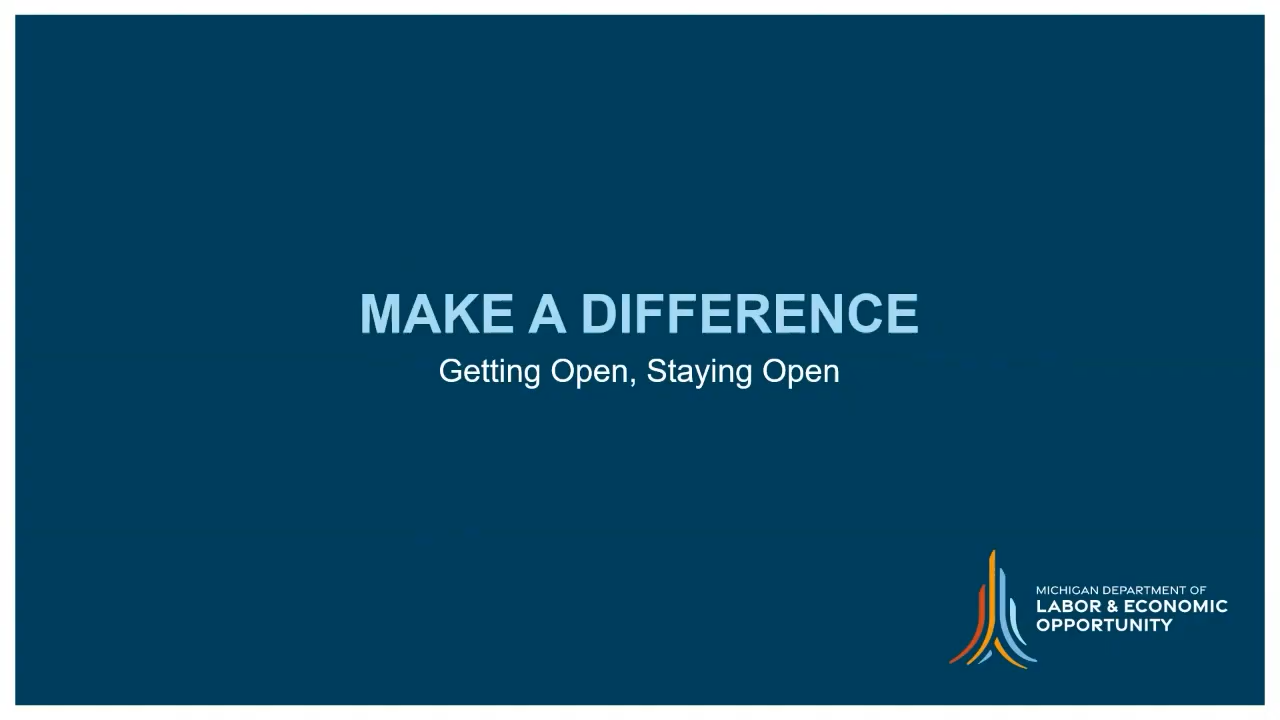 MAKE A DIFFERENCE
Getting Open, Staying Open
MICHIGAN DEPARTMENT OF
LABOR & ECONOMIC
OPPORTUNITY